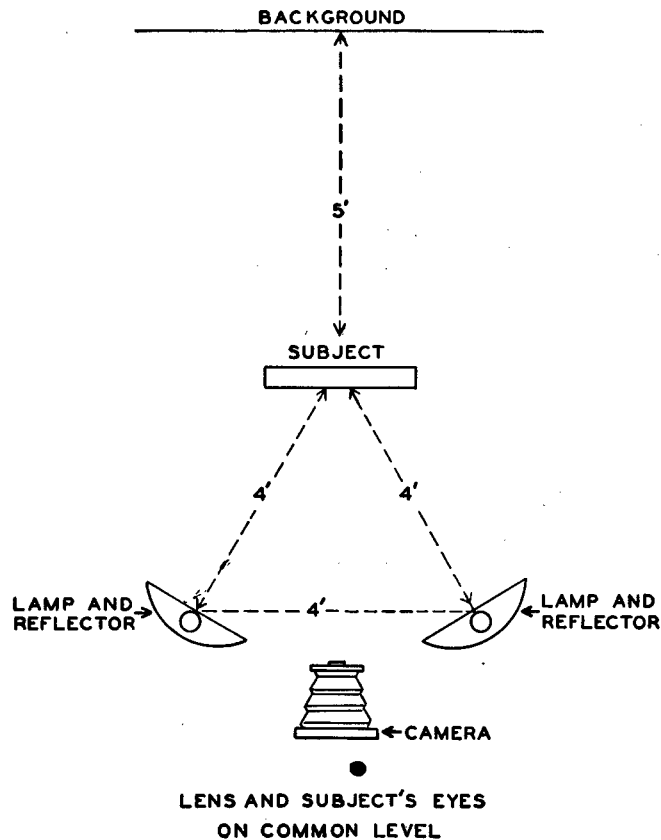 BACKGROUND
5'
SUBJECT
4' 4'
LAMP AND REFLECTOR
4'
LAMP AND REFLECTOR
CAMERA
LENS AND SUBJECT'S EYES
ON COMMON LEVEL